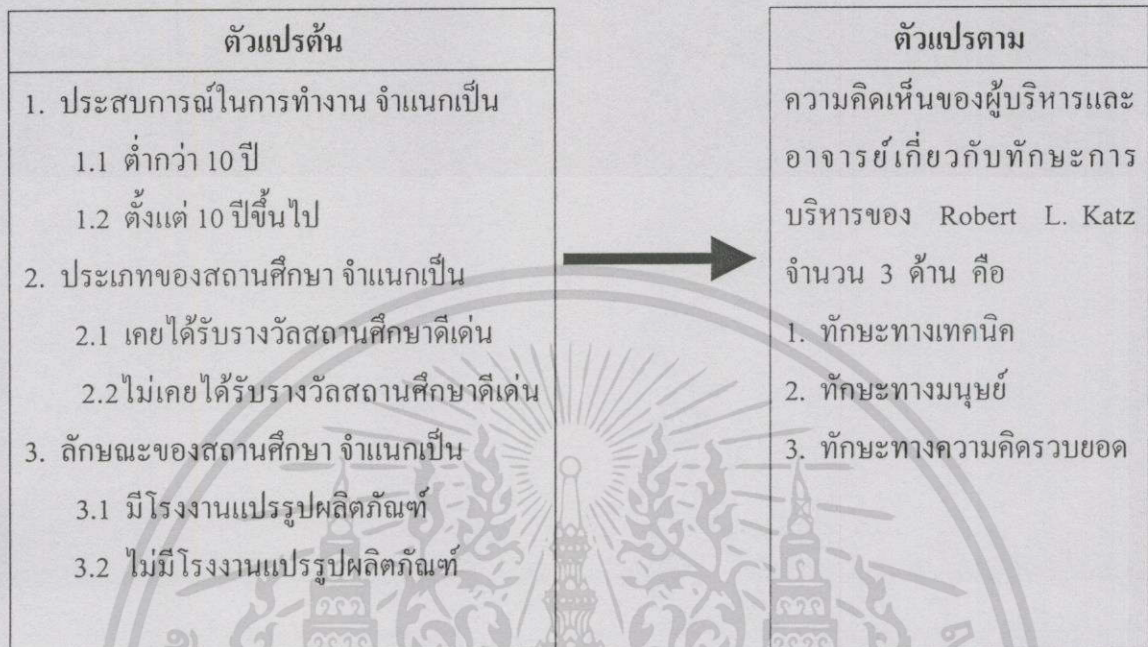 ตัวแปรต้น
1. ประสบการณ์ในการทำงาน จำแนกเป็น
1.1 ต่ำกว่า 10 ปี
1.2 ตั้งแต่ 10 ปีขึ้นไป
2. ประเภทของสถานศึกษา จำแนกเป็น
2.1 เคยได้รับรางวัลสถานศึกษาดีเด่น
2.2 ไม่เคยได้รับรางวัลสถานศึกษาดีเด่น
3. ลักษณะของสถานศึกษา จำแนกเป็น
3.1 มีโรงงานแปรรูปผลิตภัณฑ์
3.2 ไม่มีโรงงานแปรรูปผลิตภัณฑ์
ตัวแปรตาม
ความคิดเห็นของผู้บริหารและ
อาจารย์เกี่ยวกับทักษะการ
บริหารของ Robert L. Katz
จำนวน 3 ด้าน คือ
1. ทักษะทางเทคนิค
2. ทักษะทางมนุษย์
3. ทักษะทางความคิดรวบยอด